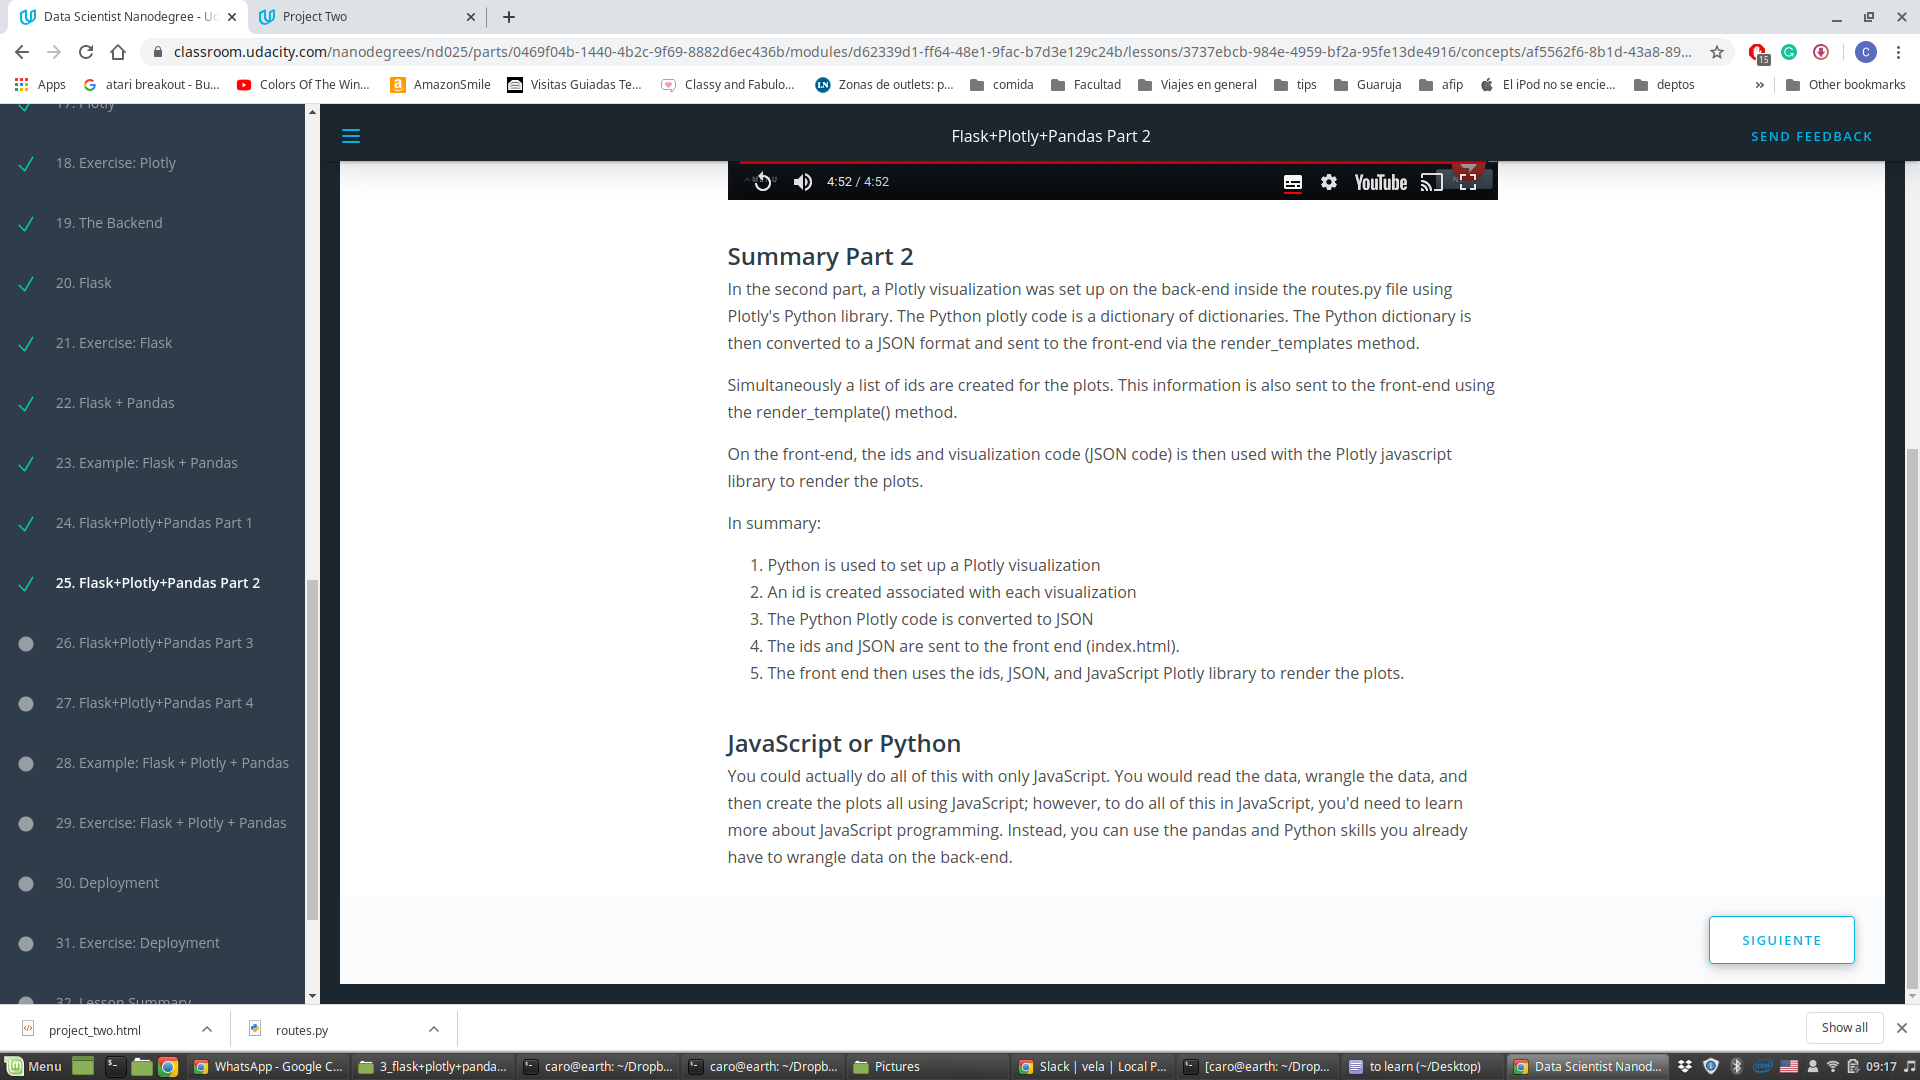 Data Scientist Nanodegree - Ud
Project Two
classroom.udacity.com/nanodegrees/nd025/parts/0469f04b-1440-4b2c-9f69-8882d6ec436b/modules/d62339d1-ff64-48e1-9fac-b7d3e129c24b/lessons/3737ebcb-984e-4959-bf2a-95fe13de4916/concepts/af5562f6-8b1d-43a8-89...
15
C
Apps
atari breakout - Bu...
Colors Of The Win...
AmazonSmile
Visitas Guiadas Te...
Classy and Fabulo...
Zonas de outlets: p...
comida
Facultad
Viajes en general
tips
Guaruja
afip
El iPod no se encie...
deptos
»
Other bookmarks
17. Plotly
18. Exercise: Plotly
19. The Backend
20. Flask
21. Exercise: Flask
22. Flask + Pandas
23. Example: Flask + Pandas
24. Flask+Plotly+Pandas Part 1
25. Flask+Plotly+Pandas Part 2
26. Flask+Plotly+Pandas Part 3
27. Flask+Plotly+Pandas Part 4
28. Example: Flask + Plotly + Pandas
29. Exercise: Flask + Plotly + Pandas
30. Deployment
31. Exercise: Deployment
32. Lesson Summary
Flask+Plotly+Pandas Part 2
SEND FEEDBACK
4:52 / 4:52
YouTube
Summary Part 2
In the second part, a Plotly visualization was set up on the back-end inside the routes.py file using
Plotly's Python library. The Python plotly code is a dictionary of dictionaries. The Python dictionary is
then converted to a JSON format and sent to the front-end via the render_templates method.
Simultaneously a list of ids are created for the plots. This information is also sent to the front-end using
the render_template() method.
On the front-end, the ids and visualization code (JSON code) is then used with the Plotly javascript
library to render the plots.
In summary:
1. Python is used to set up a Plotly visualization
2. An id is created associated with each visualization
3. The Python Plotly code is converted to JSON
4. The ids and JSON are sent to the front end (index.html).
5. The front end then uses the ids, JSON, and JavaScript Plotly library to render the plots.
JavaScript or Python
You could actually do all of this with only JavaScript. You would read the data, wrangle the data, and
then create the plots all using JavaScript; however, to do all of this in JavaScript, you'd need to learn
more about JavaScript programming. Instead, you can use the pandas and Python skills you already
have to wrangle data on the back-end.
SIGUIENTE
project_two.html
routes.py
Show all
Menu
WhatsApp - Google C...
3_flask+plotly+panda...
caro@earth: ~/Dropb...
caro@earth: ~/Dropb...
Pictures
Slack | vela | Local P...
[caro@earth: ~/Drop...
to learn (~/Desktop)
Data Scientist Nanod...
09:17